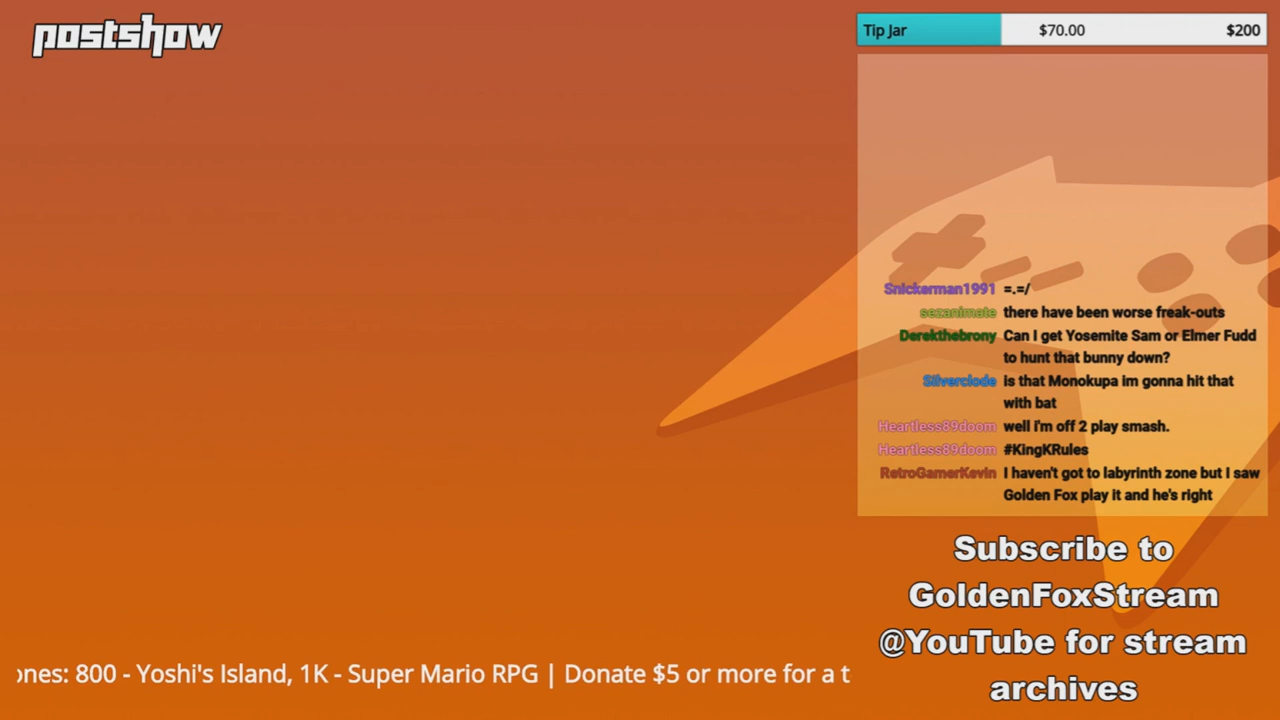 postshow
Tip Jar $70.00 $200
Snickerman1991 =.=/
sezanimate there have been worse freak-outs
Derekthebrony Can I get Yosemite Sam or Elmer Fudd
to hunt that bunny down?
Silverclode is that Monokupa im gonna hit that
with bat
Heartless89doom well i'm off 2 play smash.
Heartless89doom #KingKRules
RetroGamerKevin I haven't got to labyrinth zone but I saw
Golden Fox play it and he's right
Subscribe to
GoldenFoxStream
@YouTube for stream
archives
ones: 800 - Yoshi's Island, 1K - Super Mario RPG | Donate $5 or more for a t